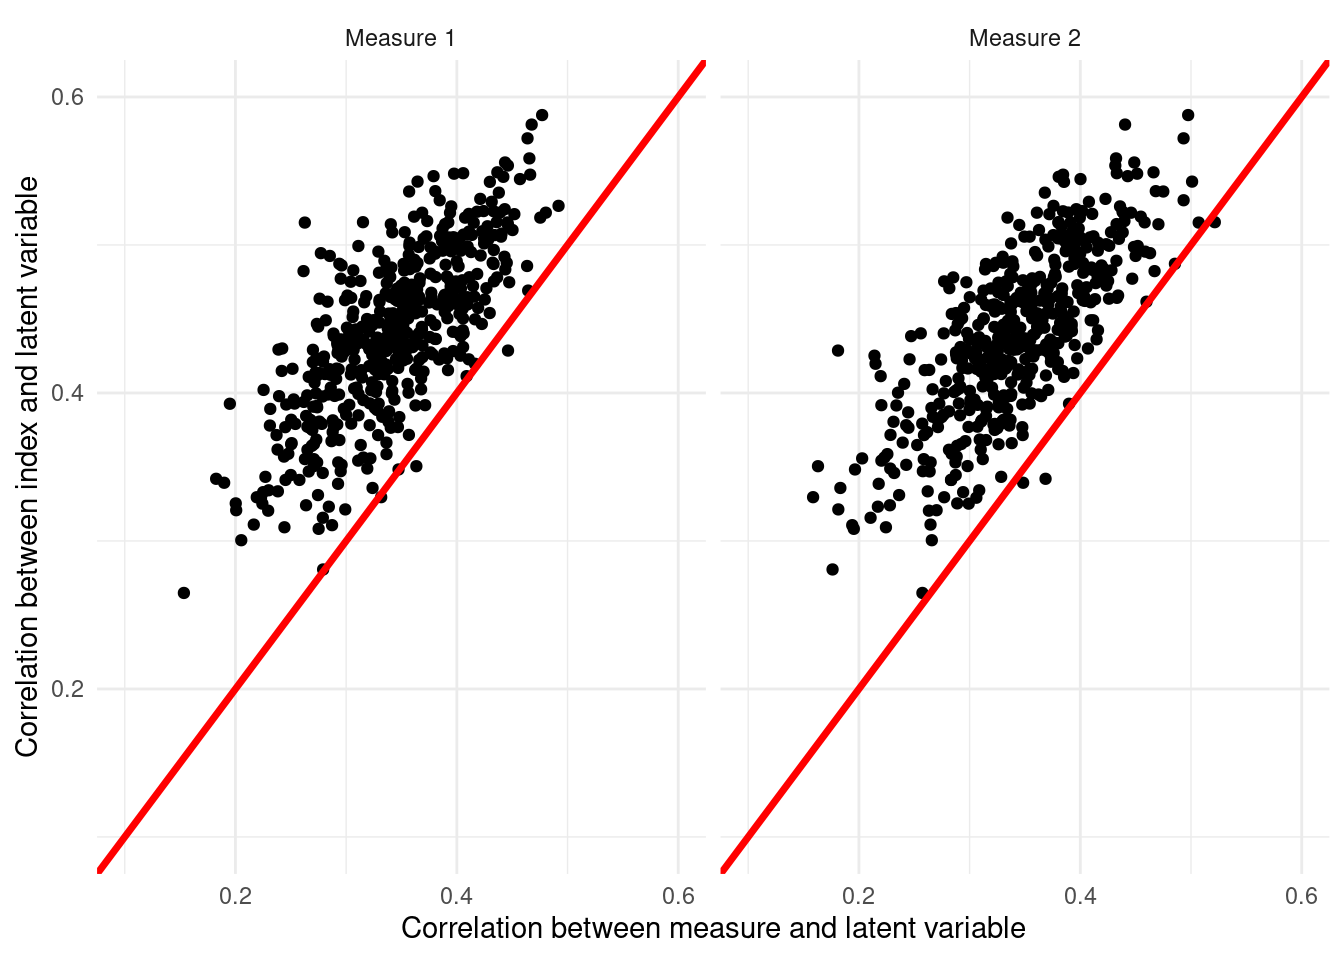 Measure 1
Measure 2
Correlation between index and latent variable
0.6
0.4
0.2
0.2
0.4
0.6
0.2
0.4
0.6
Correlation between measure and latent variable